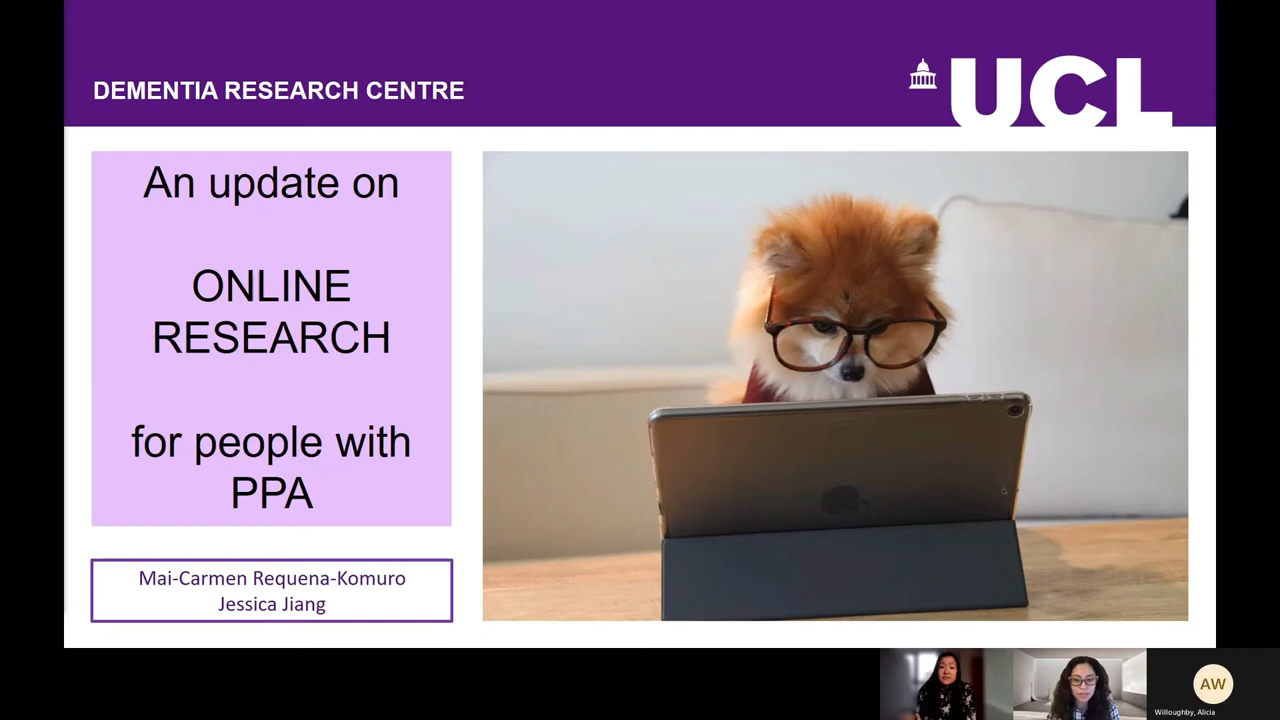 DEMENTIA RESEARCH CENTRE
UCL
An update on
ONLINE
RESEARCH
for people with
PPA
Mai-Carmen Requena-Komuro
Jessica Jiang
AW
Willoughby, Alicia